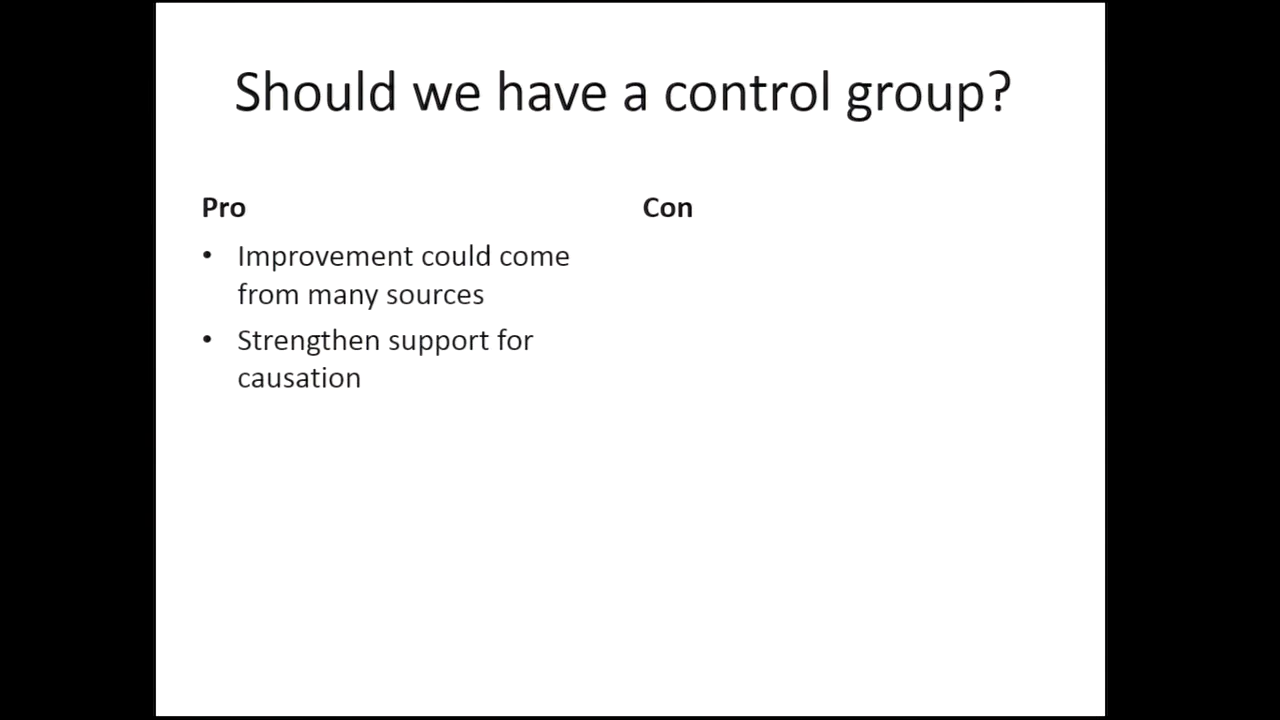 Should we have a control group?
Pro
• Improvement could come
from many sources
• Strengthen support for
causation
Con